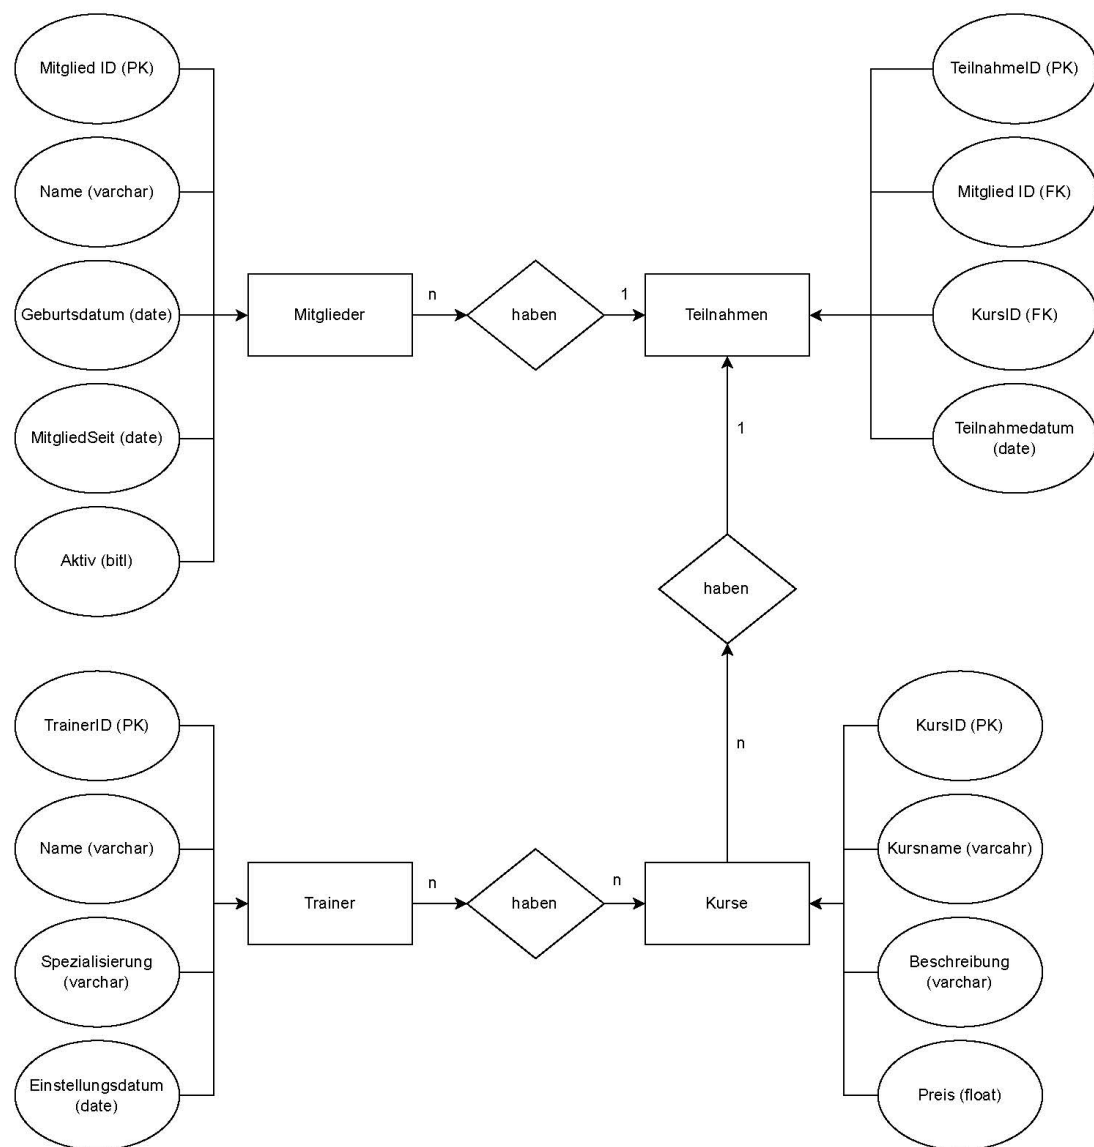 Mitglied ID (PK)
Name (varchar)
Geburtsdatum (date)
MitgliedSeit (date)
Aktiv (bitl)
Mitglieder
n
haben
1
Teilnahmen
TeilnahmeID (PK)
Mitglied ID (FK)
KursID (FK)
Teilnahmedatum
(date)
1
haben
n
TrainerID (PK)
Name (varchar)
Spezialisierung
(varchar)
Einstellungsdatum
(date)
Trainer
n
haben
n
Kurse
KursID (PK)
Kursname (varcahr)
Beschreibung
(varchar)
Preis (float)